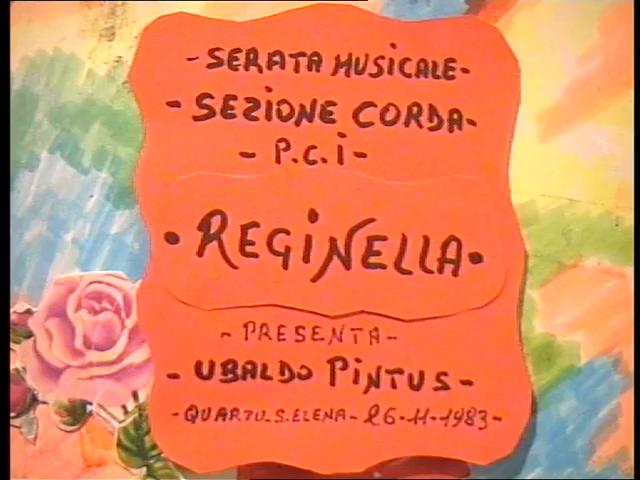 - SERATA MUSICALE -
- SEZIONE CORDA -
- P.C.i -
• REGiNELLA •
- PRESENTA -
- UBALDO PiNTUS -
- QUARTU.S.ELENA - 26-11-1983 -